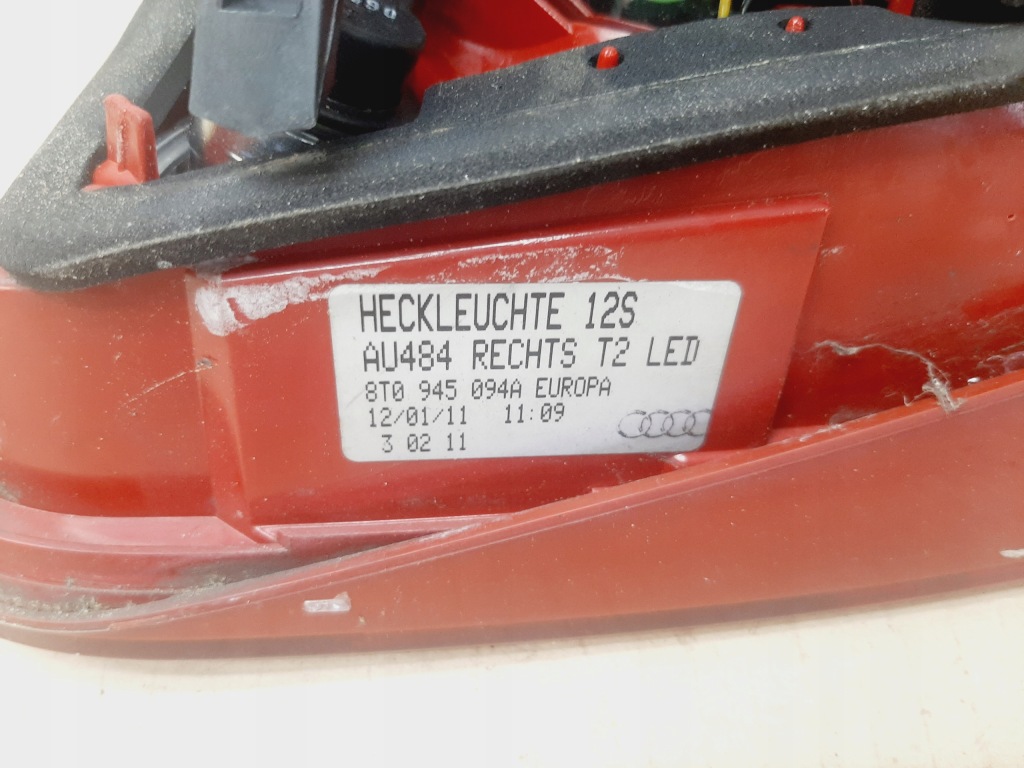 HECKLEUCHTE 12S
AU484 RECHTS T2 LED
8T0 945 094A EUROPA
12/01/11 11:09
3 02 11